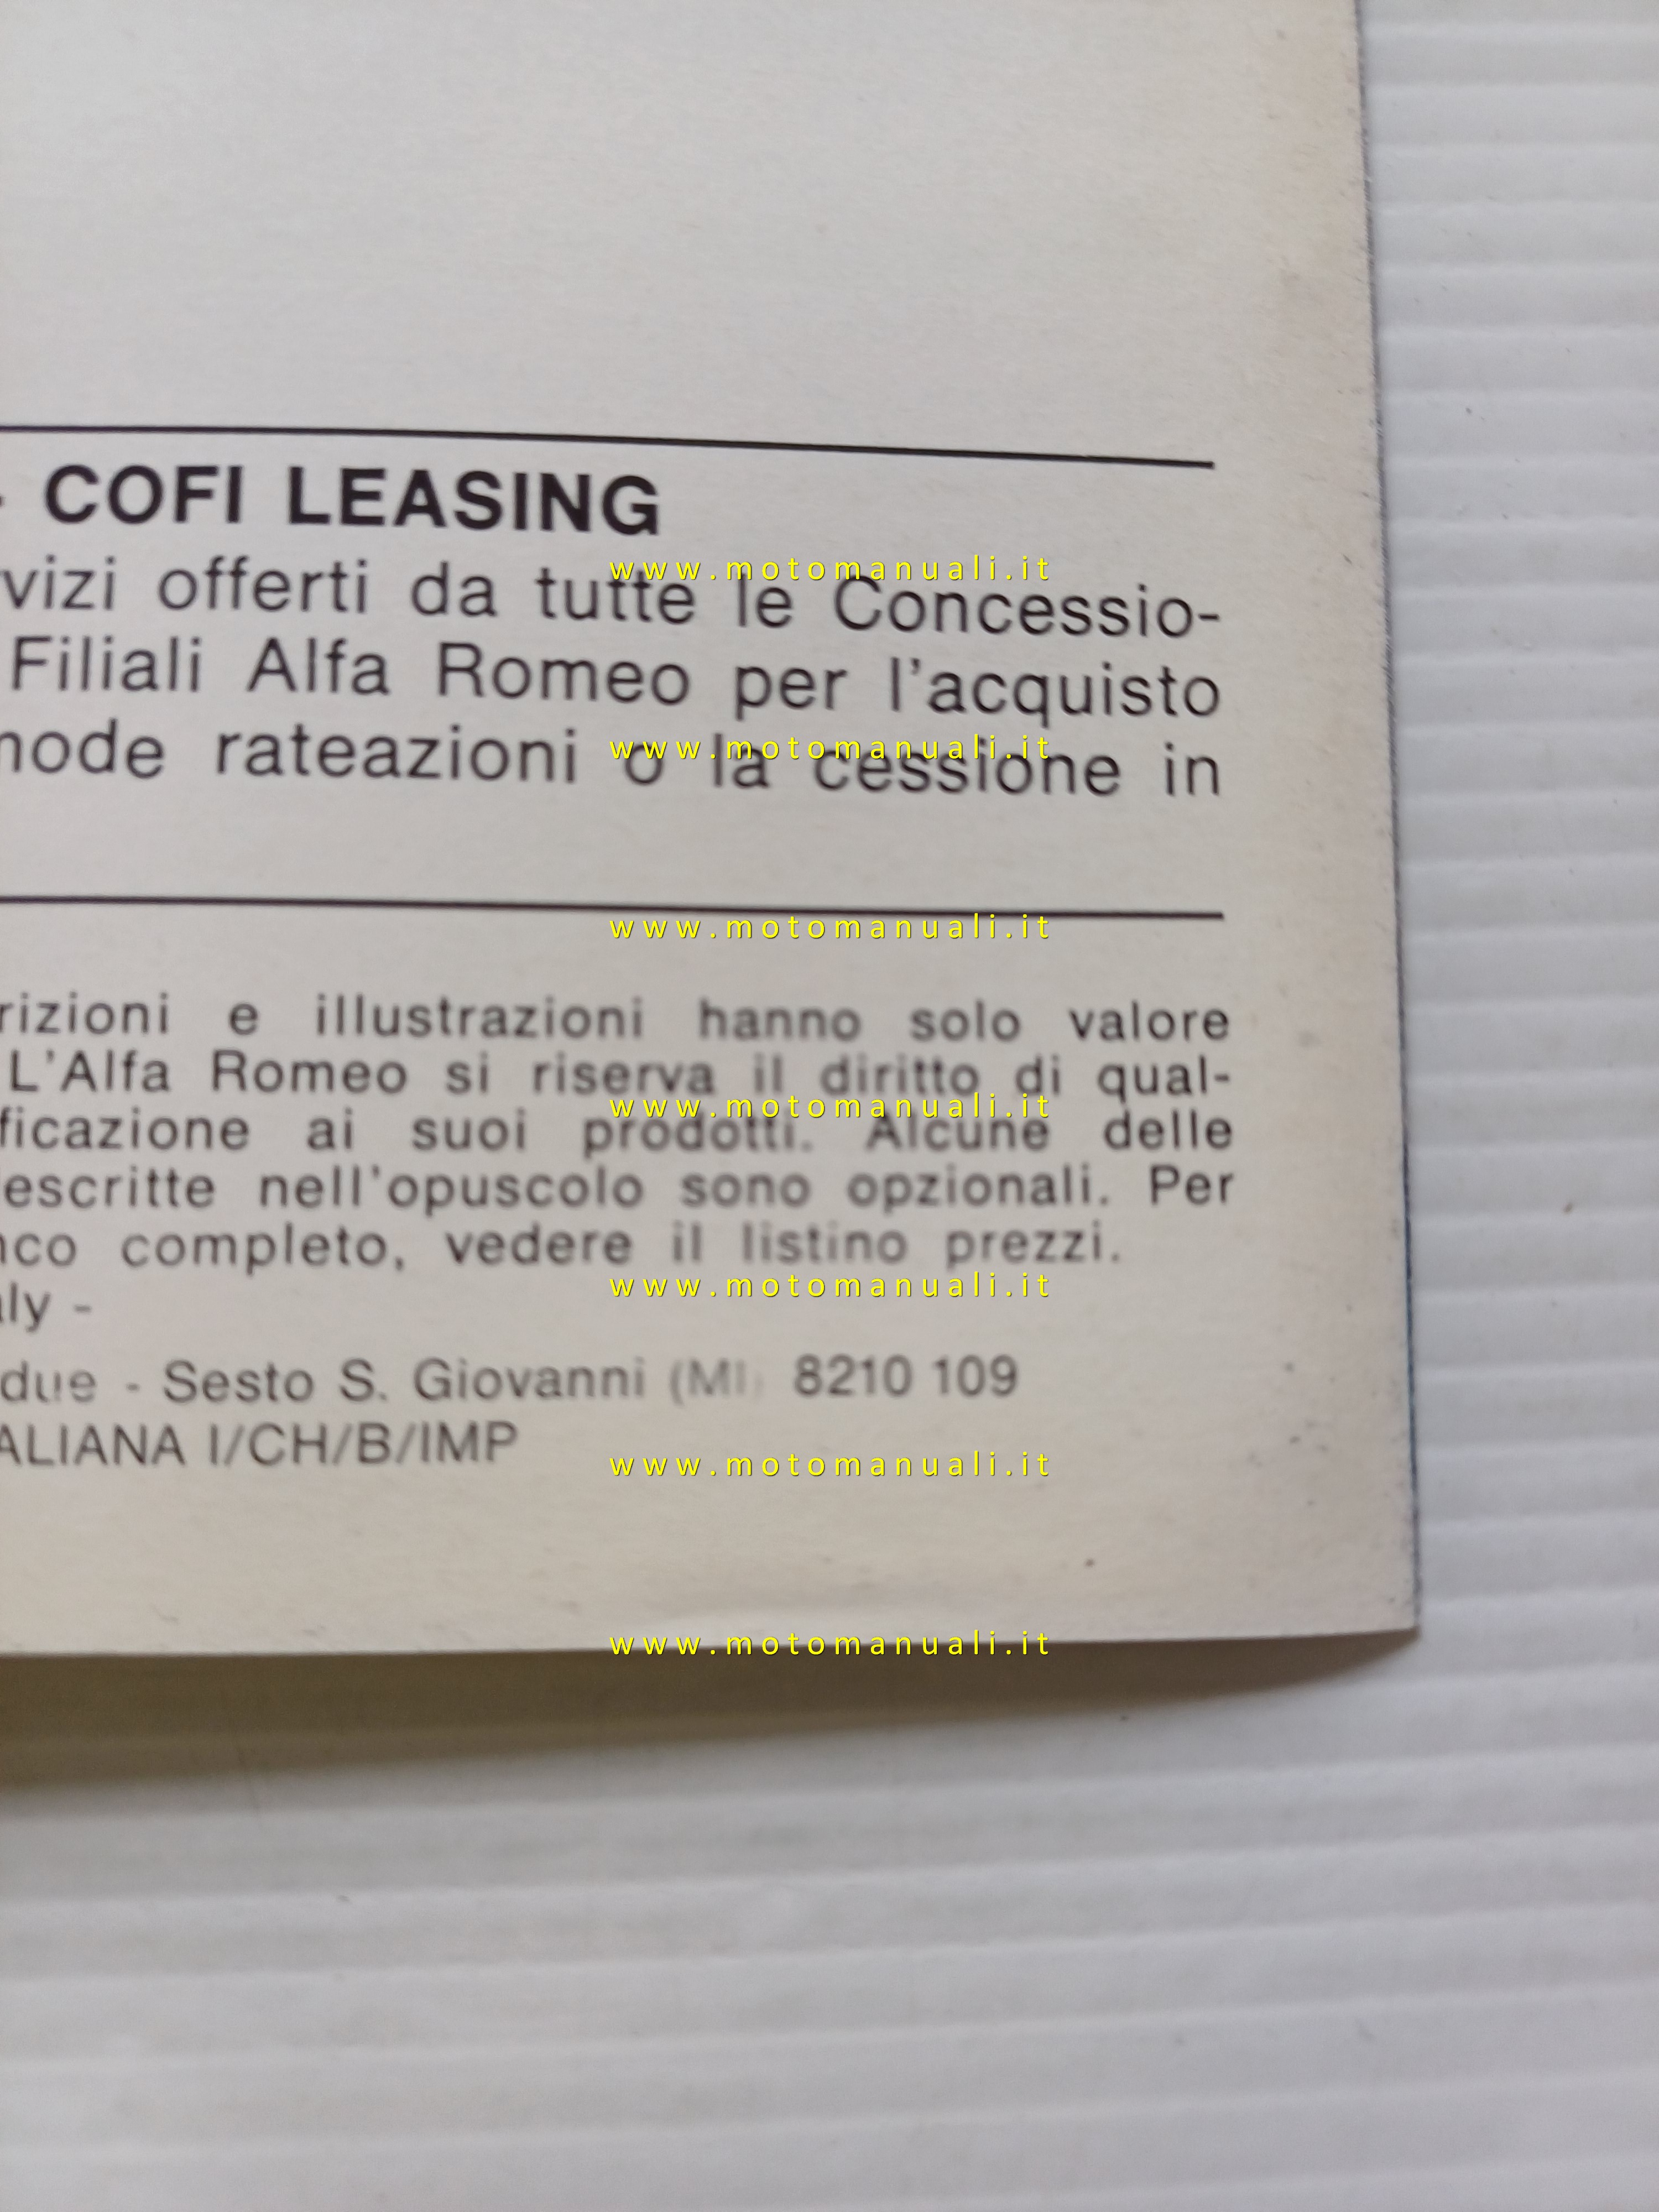 - COFI LEASING
www.motomanuali.it
vizi offerti da tutte le Concessio-
Filiali Alfa Romeo per l'acquisto
mode rateazioni o la cessione in
www.motomanuali.it
www.motomanuali.it
rizioni e illustrazioni hanno solo valore
L'Alfa Romeo si riserva il diritto di qual-
www.motomanuali.it
ficazione ai suoi prodotti. Alcune delle
escritte nell'opuscolo sono opzionali. Per
nco completo, vedere il listino prezzi.
www.motomanuali.it
aly -
due - Sesto S. Giovanni (MI) 8210 109
ALIANA I/CH/B/IMP
www.motomanuali.it
www.motomanuali.it